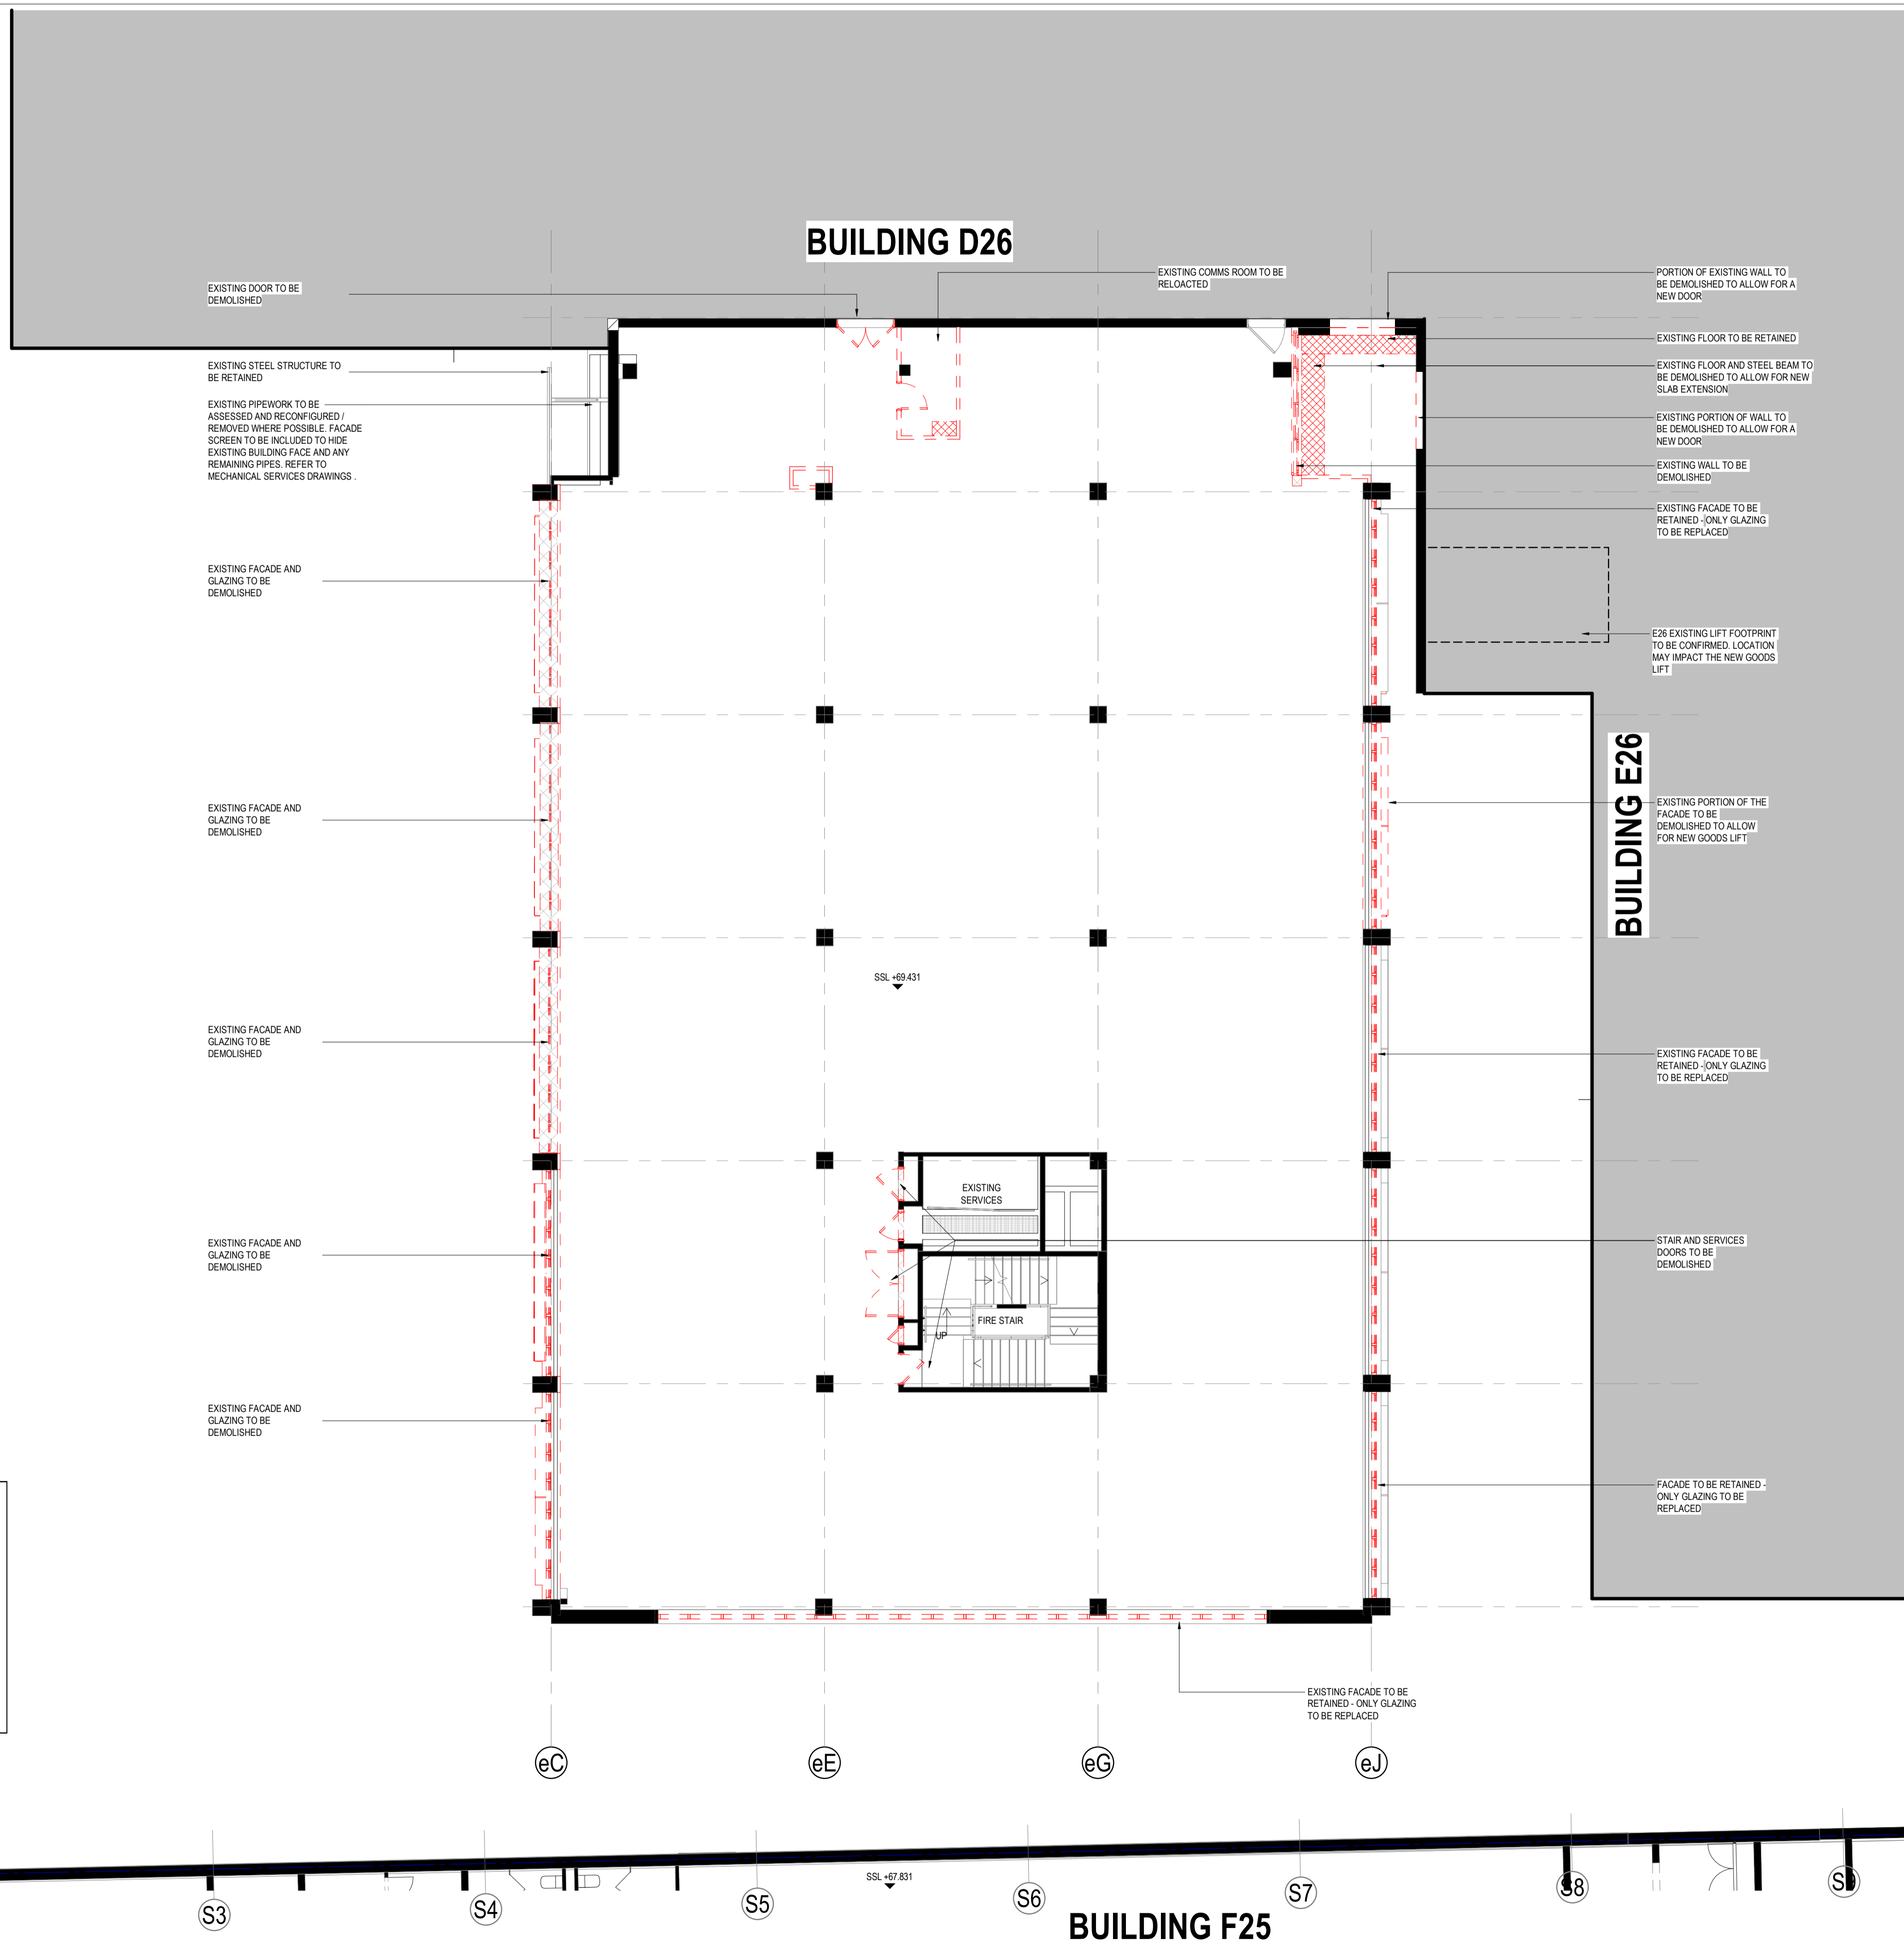 BUILDING D26
EXISTING DOOR TO BE
DEMOLISHED
EXISTING STEEL STRUCTURE TO
BE RETAINED
EXISTING PIPEWORK TO BE
ASSESSED AND RECONFIGURED /
REMOVED WHERE POSSIBLE. FACADE
SCREEN TO BE INCLUDED TO HIDE
EXISTING BUILDING FACE AND ANY
REMAINING PIPES. REFER TO
MECHANICAL SERVICES DRAWINGS .
EXISTING FACADE AND
GLAZING TO BE
DEMOLISHED
EXISTING FACADE AND
GLAZING TO BE
DEMOLISHED
EXISTING FACADE AND
GLAZING TO BE
DEMOLISHED
EXISTING FACADE AND
GLAZING TO BE
DEMOLISHED
EXISTING FACADE AND
GLAZING TO BE
DEMOLISHED
EXISTING COMMS ROOM TO BE
RELOACTED
SSL +69.431
EXISTING
SERVICES
FIRE STAIR
UP
PORTION OF EXISTING WALL TO
BE DEMOLISHED TO ALLOW FOR A
NEW DOOR
EXISTING FLOOR TO BE RETAINED
EXISTING FLOOR AND STEEL BEAM TO
BE DEMOLISHED TO ALLOW FOR NEW
SLAB EXTENSION
EXISTING PORTION OF WALL TO
BE DEMOLISHED TO ALLOW FOR A
NEW DOOR
EXISTING WALL TO BE
DEMOLISHED
EXISTING FACADE TO BE
RETAINED - ONLY GLAZING
TO BE REPLACED
E26 EXISTING LIFT FOOTPRINT
TO BE CONFIRMED. LOCATION
MAY IMPACT THE NEW GOODS
LIFT
BUILDING E26
EXISTING PORTION OF THE
FACADE TO BE
DEMOLISHED TO ALLOW
FOR NEW GOODS LIFT
EXISTING FACADE TO BE
RETAINED - ONLY GLAZING
TO BE REPLACED
STAIR AND SERVICES
DOORS TO BE
DEMOLISHED
FACADE TO BE RETAINED -
ONLY GLAZING TO BE
REPLACED
EXISTING FACADE TO BE
RETAINED - ONLY GLAZING
TO BE REPLACED
eC
eE
eG
eJ
SSL +67.831
S3
S4
S5
S6
S7
S8
S9
BUILDING F25